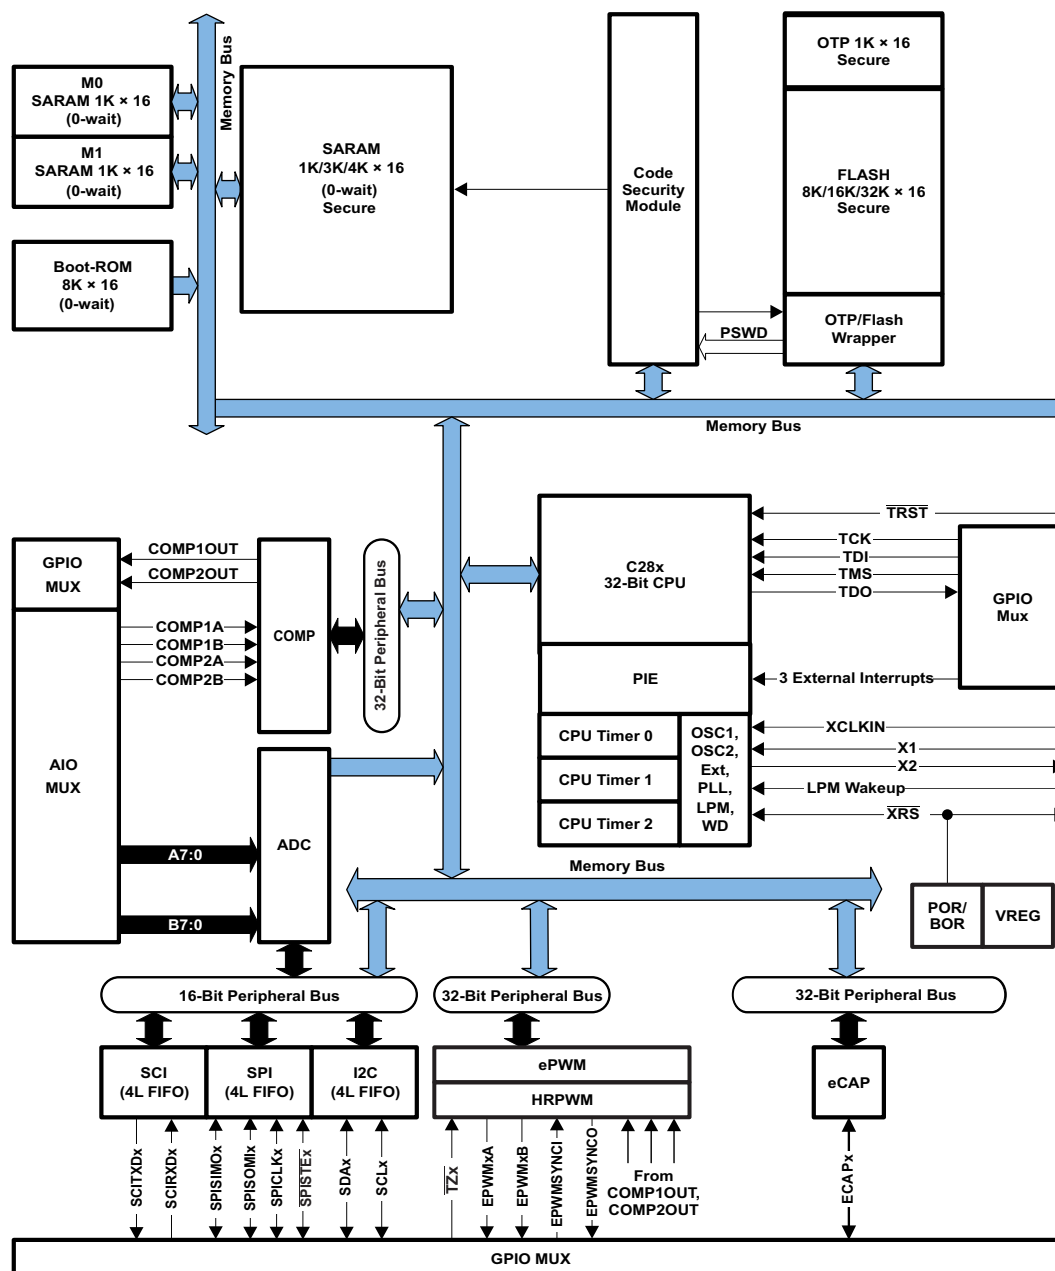 Memory Bus
M0
SARAM 1K × 16
(0-wait)
M1
SARAM 1K × 16
(0-wait)
Boot-ROM
8K × 16
(0-wait)
SARAM
1K/3K/4K × 16
(0-wait)
Secure
Code
Security
Module
OTP 1K × 16
Secure
FLASH
8K/16K/32K × 16
Secure
OTP/Flash
Wrapper
PSWD
Memory Bus
GPIO
MUX
AIO
MUX
COMP1OUT
COMP2OUT
COMP1A
COMP1B
COMP2A
COMP2B
COMP
32-Bit Peripheral Bus
A7:0
B7:0
ADC
C28x
32-Bit CPU
PIE
CPU Timer 0
CPU Timer 1
CPU Timer 2
OSC1,
OSC2,
Ext,
PLL,
LPM,
WD
TRST
TCK
TDI
TMS
TDO
GPIO
Mux
3 External Interrupts
XCLKIN
X1
X2
LPM Wakeup
XRS
POR/
BOR
VREG
Memory Bus
16-Bit Peripheral Bus
32-Bit Peripheral Bus
32-Bit Peripheral Bus
SCI
(4L FIFO)
SPI
(4L FIFO)
I2C
(4L FIFO)
ePWM
HRPWM
eCAP
SCITXDx
SCIRXDx
SPISIMOx
SPISOMIx
SPICLKx
SPISTEx
SDAx
SCLx
TZx
EPWMxA
EPWMxB
EPWMSYNCI
EPWMSYNCO
From
COMP1OUT,
COMP2OUT
ECAPx
GPIO MUX